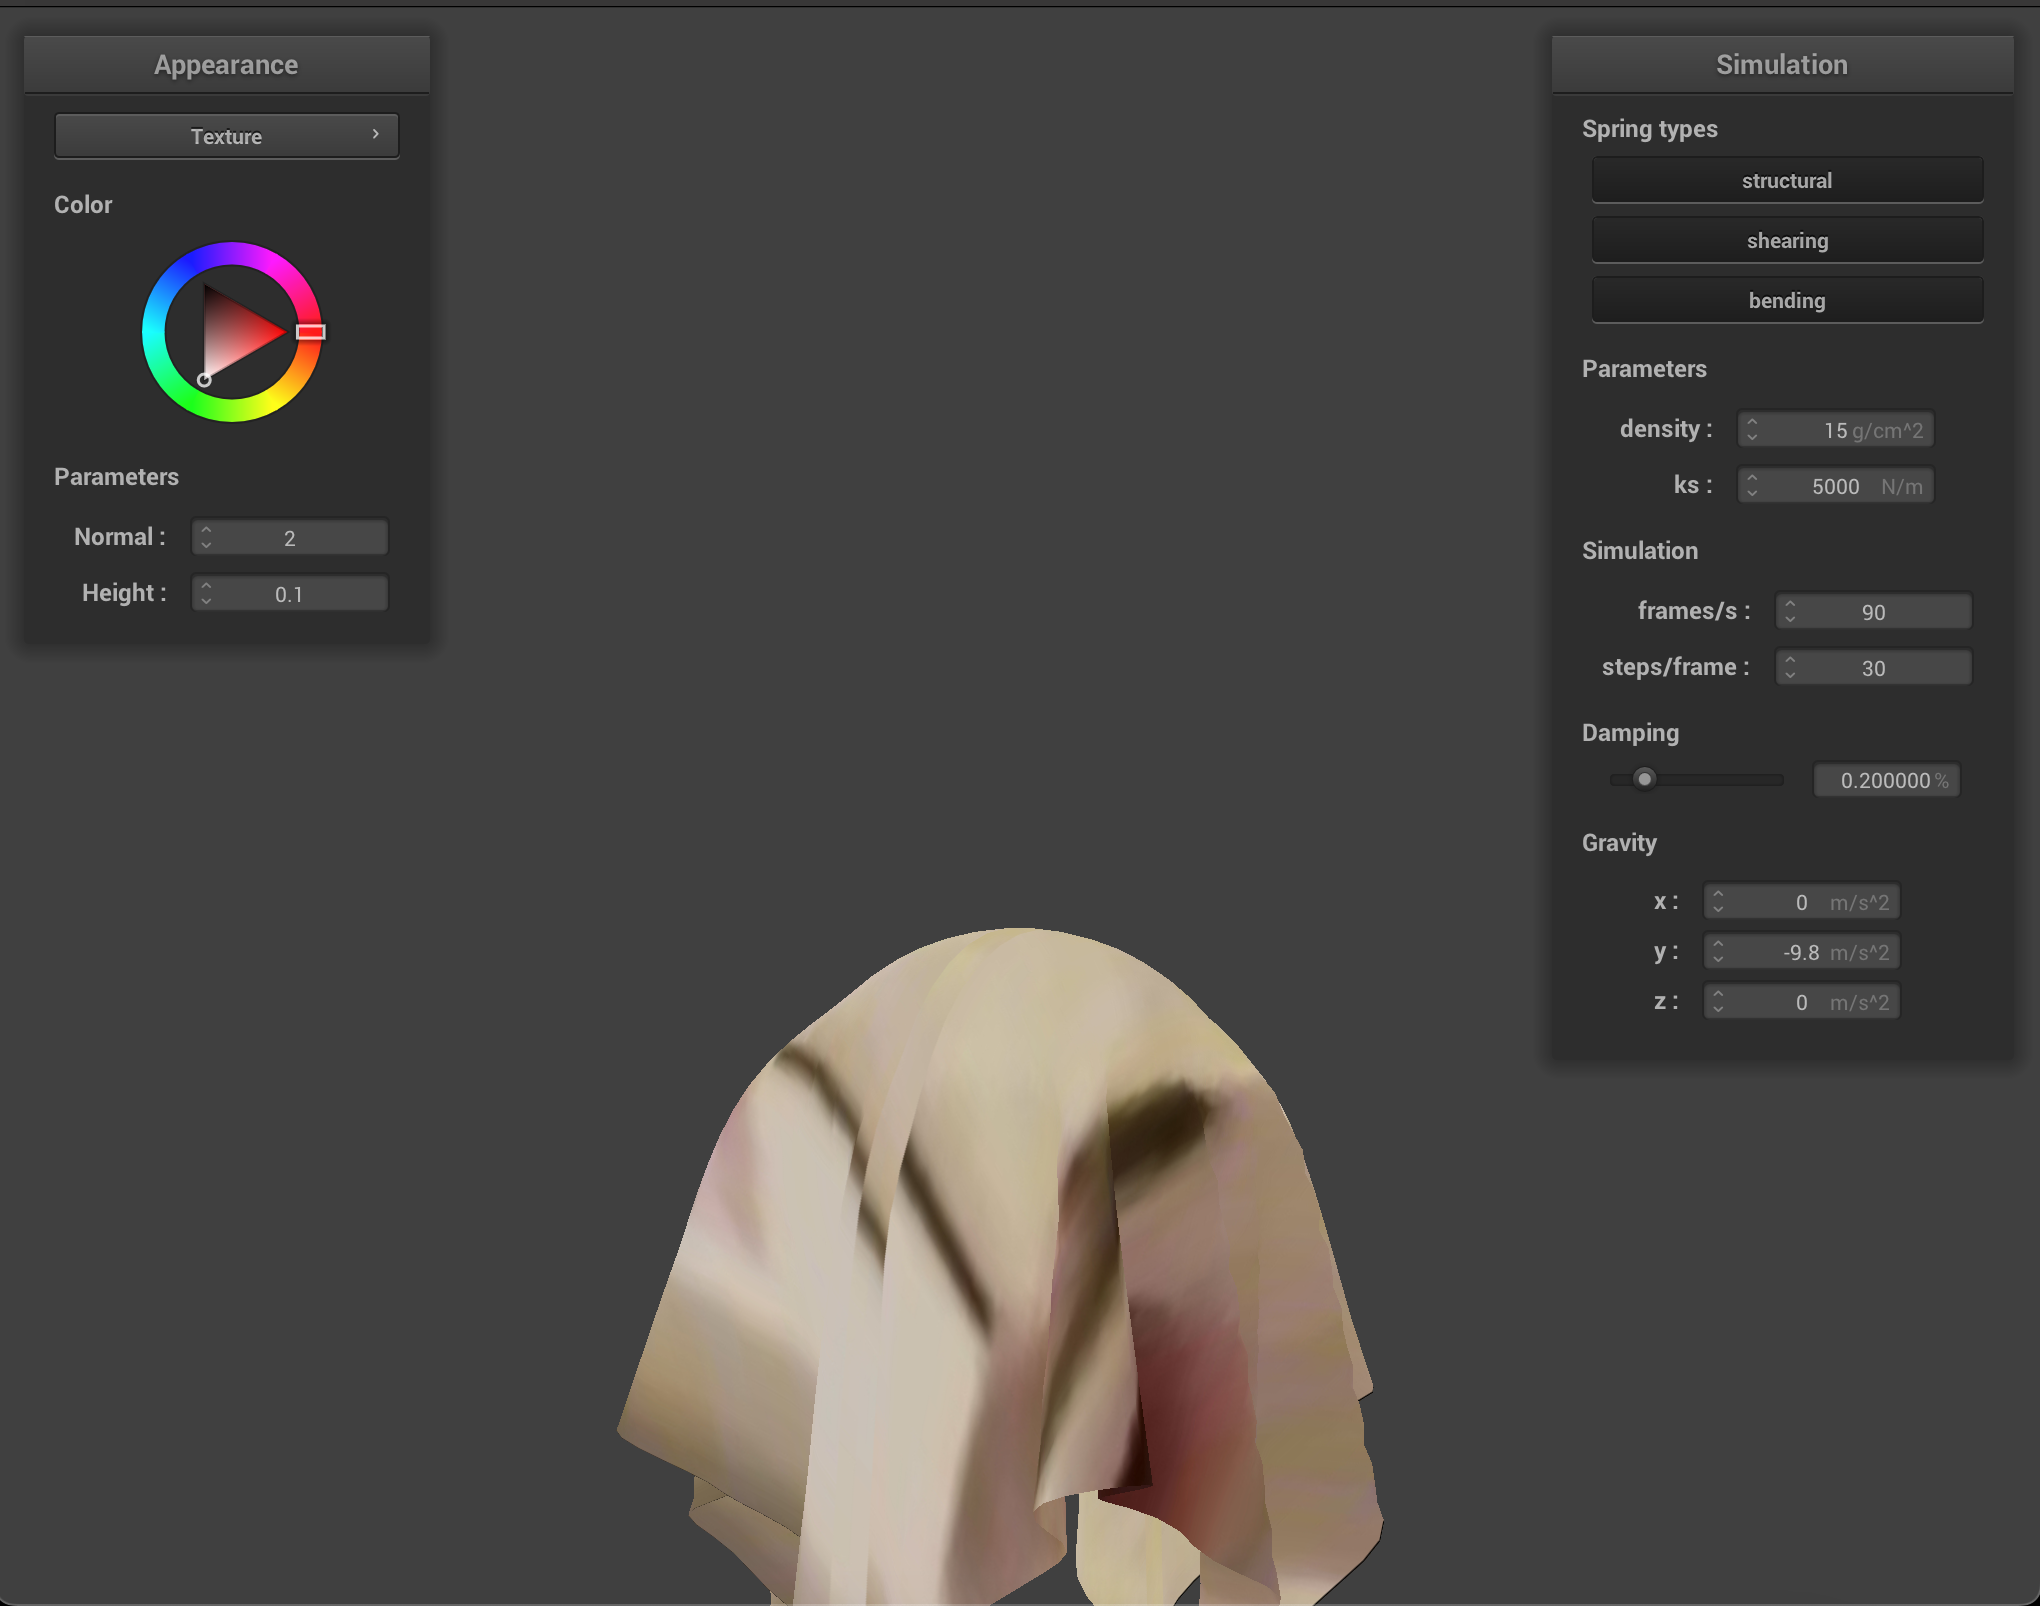 Appearance
Texture
Color
Parameters
Normal : 2
Height : 0.1
Simulation
Spring types
structural
shearing
bending
Parameters
density : 15 g/cm^2
ks : 5000 N/m
Simulation
frames/s : 90
steps/frame : 30
Damping
0.200000 %
Gravity
x : 0 m/s^2
y : -9.8 m/s^2
z : 0 m/s^2